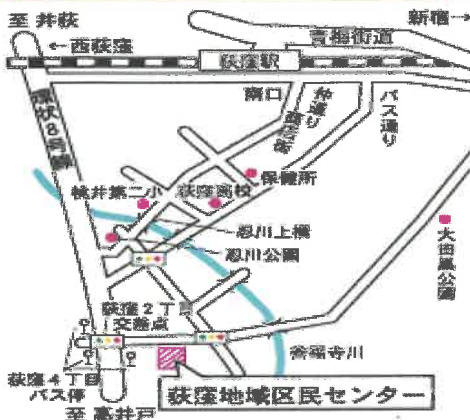 至 井荻
新宿→
←西荻窪
青梅街道
荻窪駅
南口
仲通り
商店街
バス通り
環状8号線
桃井第二小
荻窪高校
保健所
忍川上橋
忍川公園
大田黒公園
荻窪2丁目
交差点
善福寺川
荻窪4丁目
バス停
荻窪地域区民センター
至 高井戸